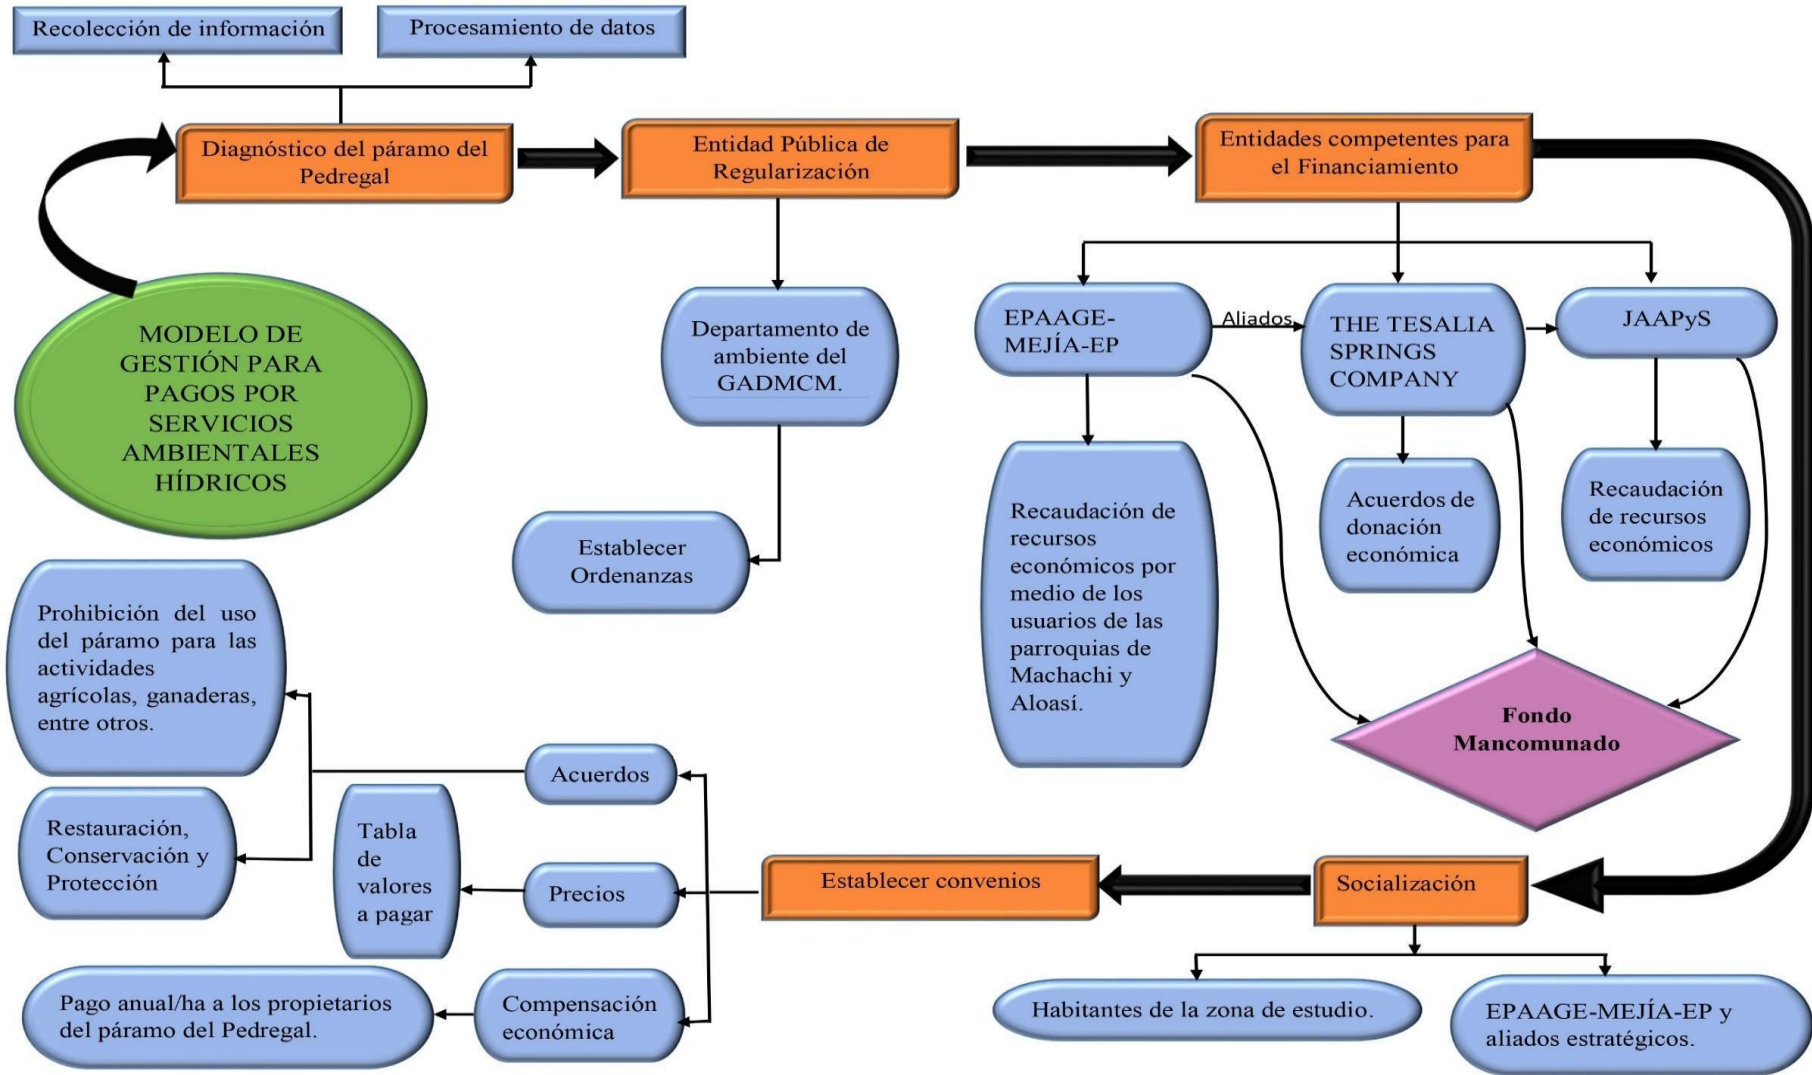 Recolección de información
Procesamiento de datos
Diagnóstico del páramo del
Pedregal
Entidad Pública de
Regularización
Entidades competentes para
el Financiamiento
MODELO DE
GESTIÓN PARA
PAGOS POR
SERVICIOS
AMBIENTALES
HÍDRICOS
Departamento de
ambiente del
GADMCM.
Establecer
Ordenanzas
EPAAGE-
MEJÍA-EP
Aliados
THE TESALIA
SPRINGS
COMPANY
JAAPyS
Recaudación de
recursos
económicos por
medio de los
usuarios de las
parroquias de
Machachi y
Aloasí.
Acuerdos de
donación
económica
Recaudación
de recursos
económicos
Fondo
Mancomunado
Prohibición del uso
del páramo para las
actividades
agrícolas, ganaderas,
entre otros.
Restauración,
Conservación y
Protección
Acuerdos
Tabla
de
valores
a pagar
Precios
Establecer convenios
Socialización
Pago anual/ha a los propietarios
del páramo del Pedregal.
Compensación
económica
Habitantes de la zona de estudio.
EPAAGE-MEJÍA-EP y
aliados estratégicos.